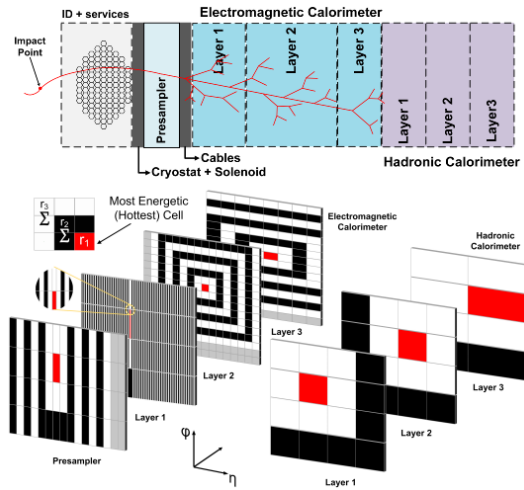 ID + services
Electromagnetic Calorimeter
Impact
Point
Presampler
Layer 1
Layer 2
Layer 3
Layer 1
Layer 2
Layer3
Cables
Cryostat + Solenoid
Hadronic Calorimeter
r3
Σ
r2
Σ
r1
Most Energetic
(Hottest) Cell
Electromagnetic
Calorimeter
Hadronic
Calorimeter
Layer 3
Layer 2
Layer 1
Presampler
Layer 3
Layer 2
Layer 1
φ
η